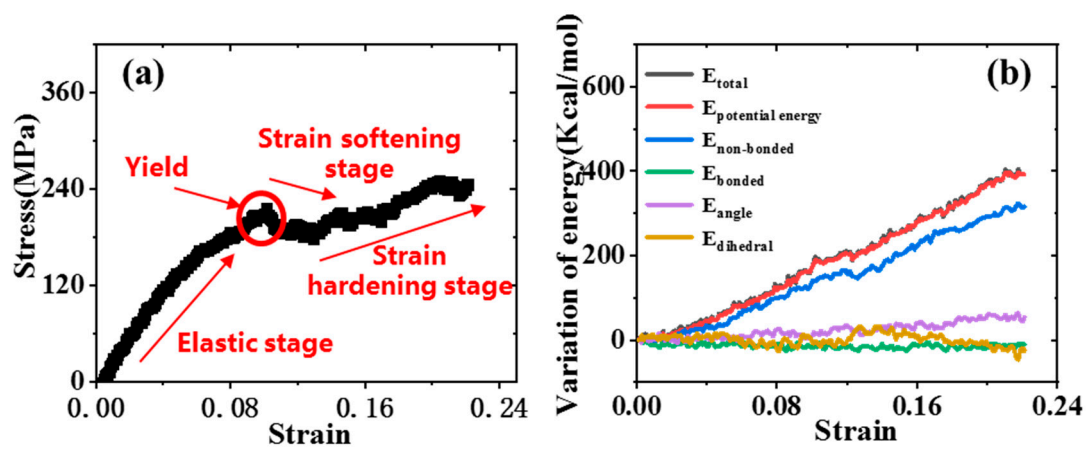 (a)
Stress(MPa)
360
240
120
0
0.00
0.08
0.16
0.24
Strain
Yield
Strain softening
stage
Strain
hardening stage
Elastic stage
(b)
Variation of energy(Kcal/mol)
600
400
200
0
0.00
0.08
0.16
0.24
Strain
Etotal
Epotential energy
Enon-bonded
Ebonded
Eangle
Edihedral